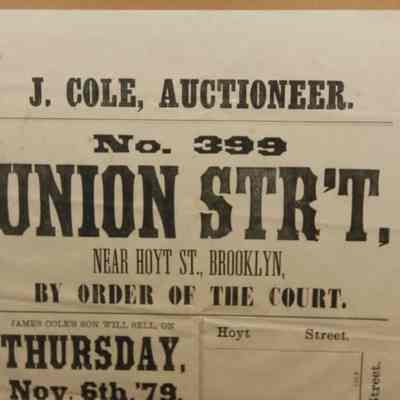 J. COLE, AUCTIONEER.
No. 399
UNION STR'T,
NEAR HOYT ST., BROOKLYN,
BY ORDER OF THE COURT.
JAMES COLE'S SON WILL SELL, ON
THURSDAY,
Nov. 6th, '79,
Hoyt Street.
Street.